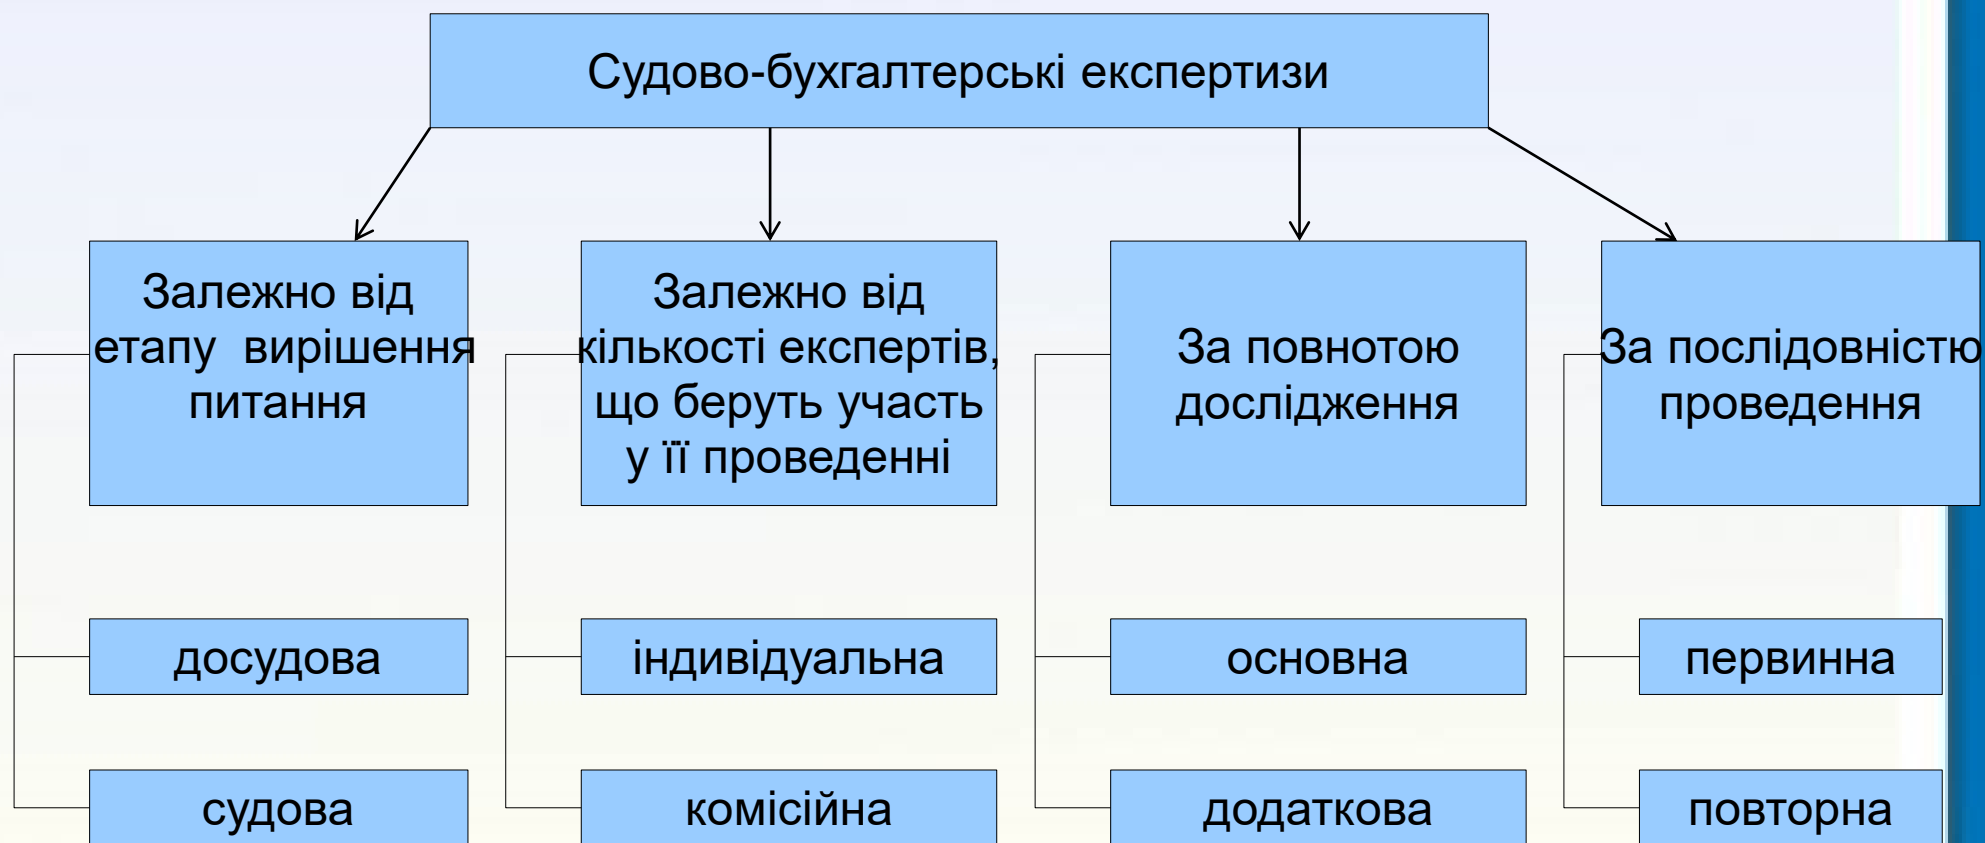 Судово-бухгалтерські експертизи
Залежно від
етапу вирішення
питання
Залежно від
кількості експертів,
що беруть участь
у її проведенні
За повнотою
дослідження
За послідовністю
проведення
досудова
індивідуальна
основна
первинна
судова
комісійна
додаткова
повторна